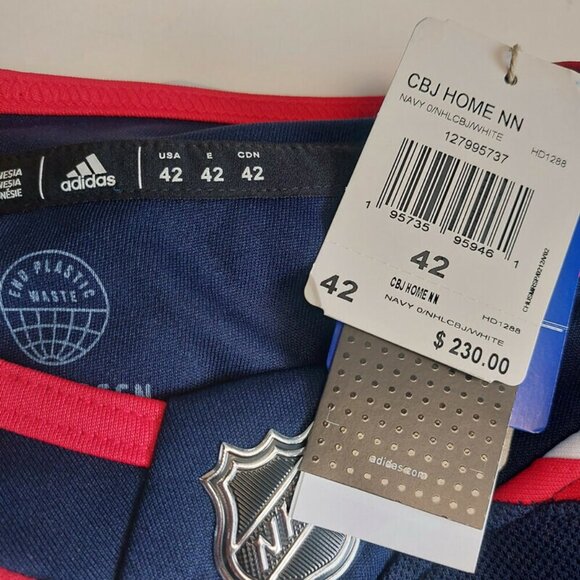 CBJ HOME NN
NAVY 0/NHLCBJ/WHITE
127995737
HD1288
1 95735 95946 1
42
42
CBJ HOME NN
NAVY 0/NHLCBJ/WHITE
HD1288
$ 230.00
adidas.com
NESIA
NESIA
NÉSIE
adidas
USA E CDN
42 42 42
END PLASTIC
WASTE
NHL